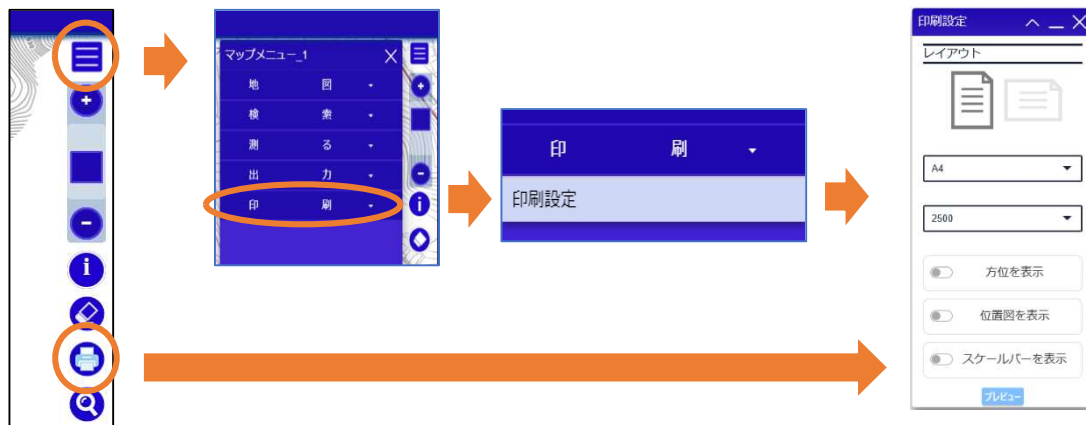 マップメニュー_1
地 図
検 索
測 る
出 力
印 刷
印 刷
印刷設定
印刷設定
レイアウト
A4
2500
方位を表示
位置図を表示
スケールバーを表示
プレビュー